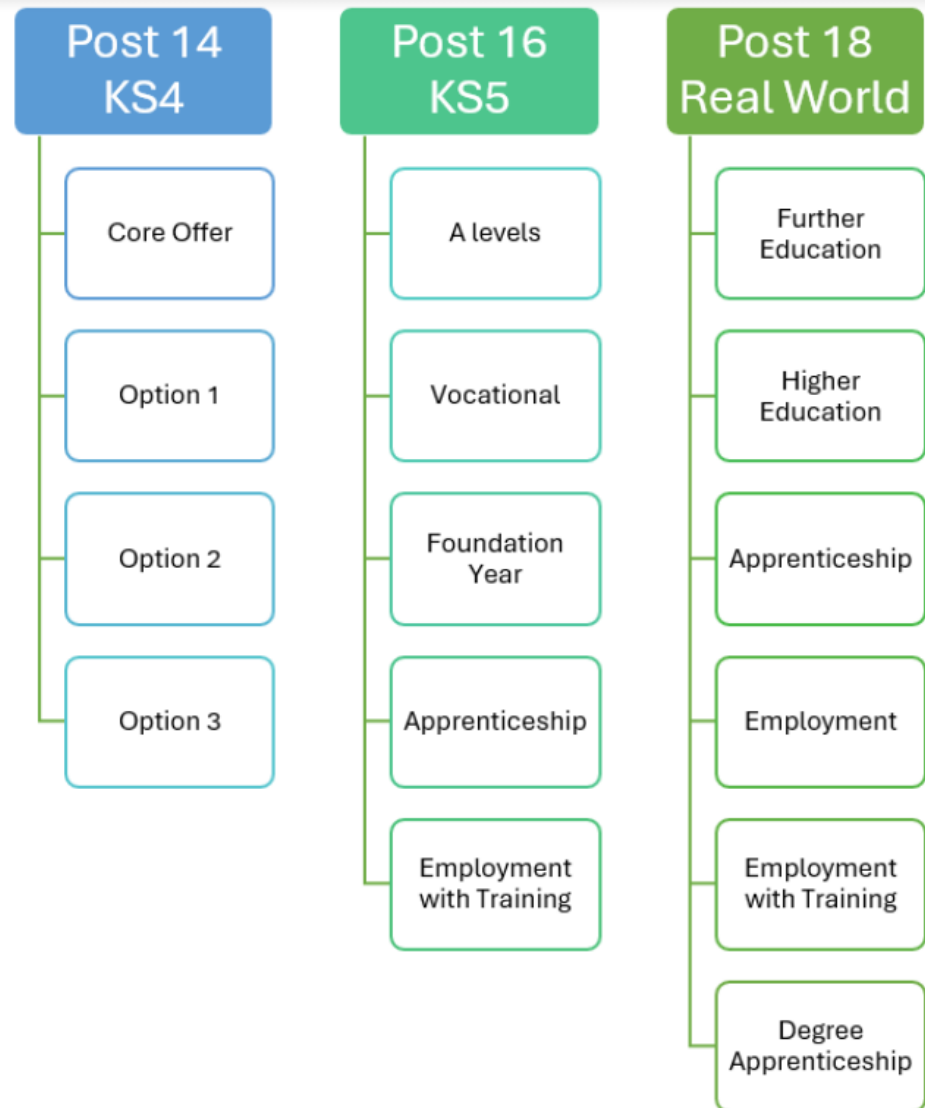 Post 14
KS4
Core Offer
Option 1
Option 2
Option 3
Post 16
KS5
A levels
Vocational
Foundation
Year
Apprenticeship
Employment
with Training
Post 18
Real World
Further
Education
Higher
Education
Apprenticeship
Employment
Employment
with Training
Degree
Apprenticeship